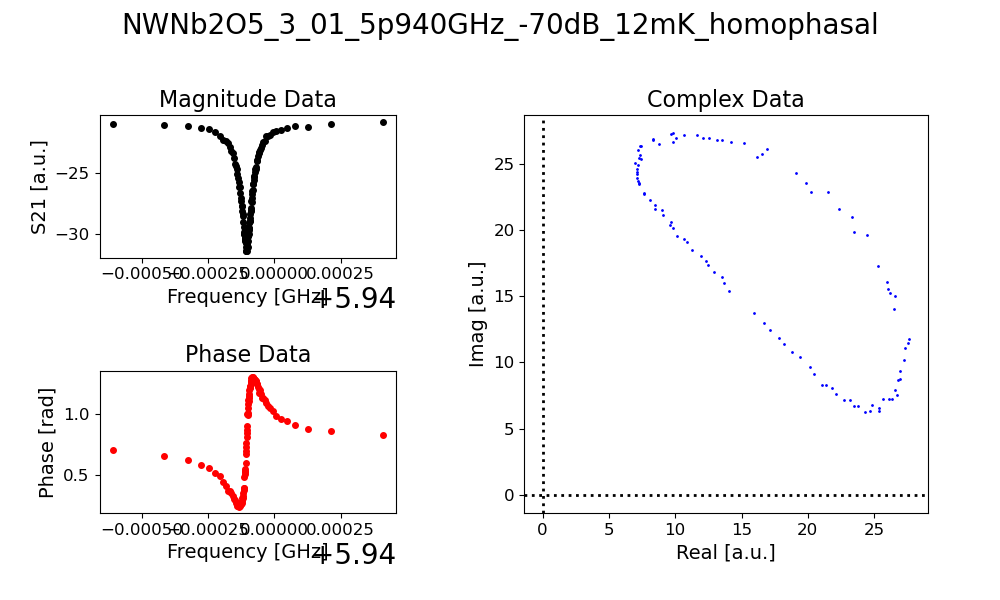 NWNb2O5_3_01_5p940GHz_-70dB_12mK_homophasal
Magnitude Data
S21 [a.u.]
−25
−30
−0.00050 −0.00025 0.00000 0.00025
Frequency [GHz]
+5.94
Phase Data
Phase [rad]
1.0
0.5
−0.00050 −0.00025 0.00000 0.00025
Frequency [GHz]
+5.94
Complex Data
Imag [a.u.]
25
20
15
10
5
0
0 5 10 15 20 25
Real [a.u.]